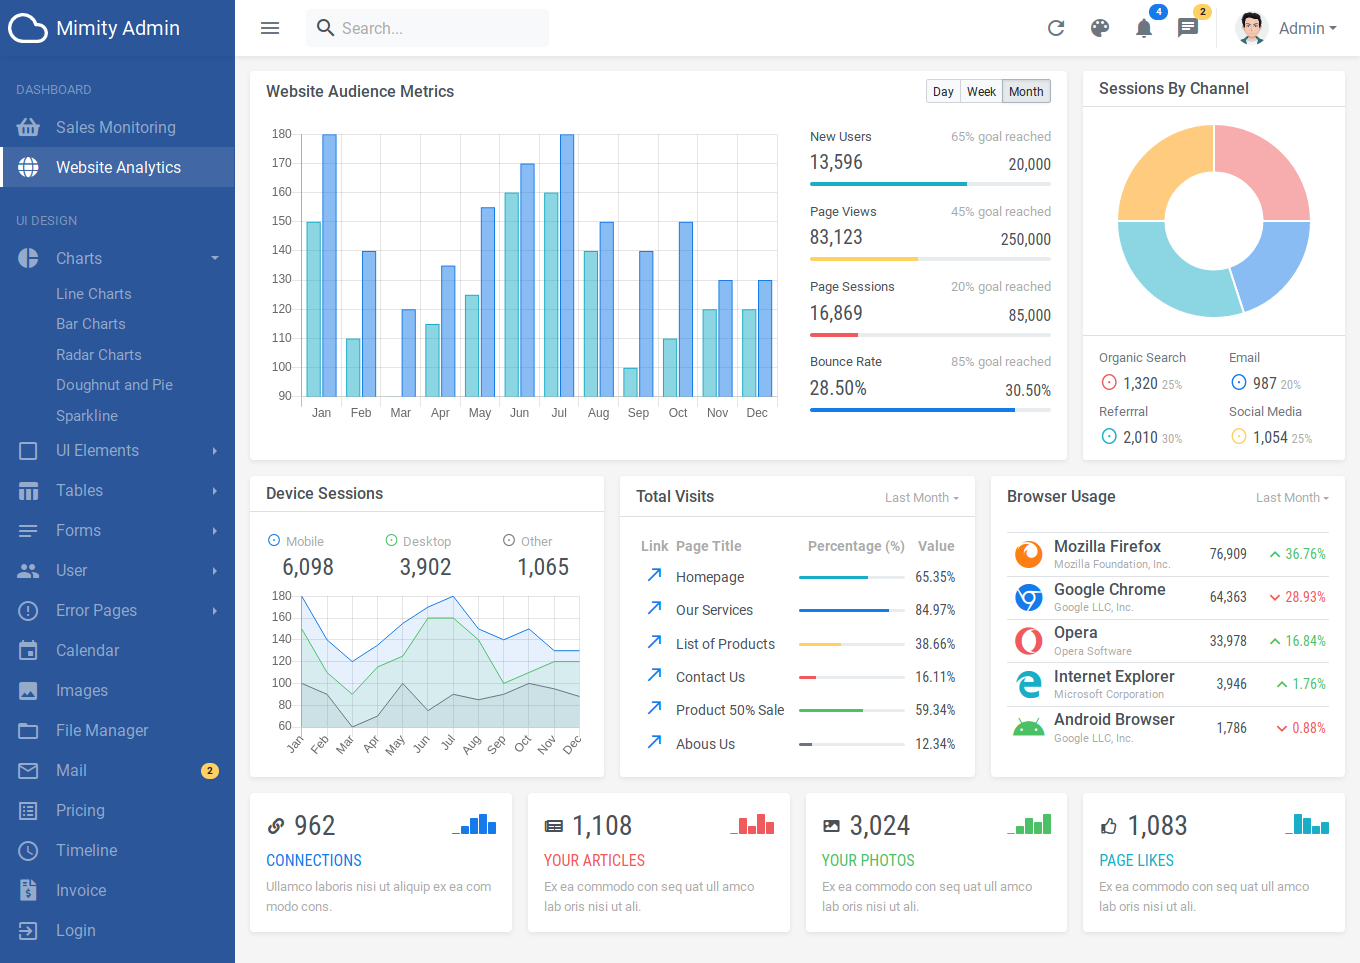 Mimity Admin
Search...
4
2
Admin
DASHBOARD
Sales Monitoring
Website Analytics
UI DESIGN
Charts
Line Charts
Bar Charts
Radar Charts
Doughnut and Pie
Sparkline
UI Elements
Tables
Forms
User
Error Pages
Calendar
Images
File Manager
Mail
2
Pricing
Timeline
Invoice
Login
Website Audience Metrics
Day Week Month
180
170
160
150
140
130
120
110
100
90
Jan Feb Mar Apr May Jun Jul Aug Sep Oct Nov Dec
New Users 65% goal reached
13,596 20,000
Page Views 45% goal reached
83,123 250,000
Page Sessions 20% goal reached
16,869 85,000
Bounce Rate 85% goal reached
28.50% 30.50%
Sessions By Channel
Organic Search Email
1,320 25% 987 20%
Referrral Social Media
2,010 30% 1,054 25%
Device Sessions
Mobile Desktop Other
6,098 3,902 1,065
180
160
140
120
100
80
60
Jan Feb Mar Apr May Jun Jul Aug Sep Oct Nov Dec
Total Visits Last Month
Link Page Title Percentage (%) Value
Homepage 65.35%
Our Services 84.97%
List of Products 38.66%
Contact Us 16.11%
Product 50% Sale 59.34%
Abous Us 12.34%
Browser Usage Last Month
Mozilla Firefox
Mozilla Foundation, Inc.
76,909 36.76%
Google Chrome
Google LLC, Inc.
64,363 28.93%
Opera
Opera Software
33,978 16.84%
Internet Explorer
Microsoft Corporation
3,946 1.76%
Android Browser
Google LLC, Inc.
1,786 0.88%
962
CONNECTIONS
Ullamco laboris nisi ut aliquip ex ea com
modo cons.
1,108
YOUR ARTICLES
Ex ea commodo con seq uat ull amco
lab oris nisi ut ali.
3,024
YOUR PHOTOS
Ex ea commodo con seq uat ull amco
lab oris nisi ut ali.
1,083
PAGE LIKES
Ex ea commodo con seq uat ull amco
lab oris nisi ut ali.